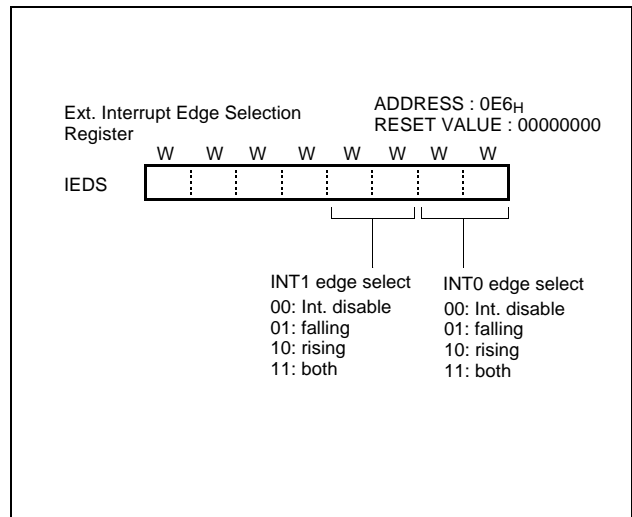 Ext. Interrupt Edge Selection
Register
ADDRESS : 0E6H
RESET VALUE : 00000000
W W W W W W W W
IEDS
INT1 edge select
00: Int. disable
01: falling
10: rising
11: both
INT0 edge select
00: Int. disable
01: falling
10: rising
11: both